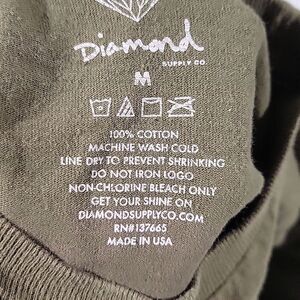 Diamond
SUPPLY CO.
M
100% COTTON
MACHINE WASH COLD
LINE DRY TO PREVENT SHRINKING
DO NOT IRON LOGO
NON-CHLORINE BLEACH ONLY
GET YOUR SHINE ON
DIAMONDSUPPLYCO.COM
RN#137665
MADE IN USA